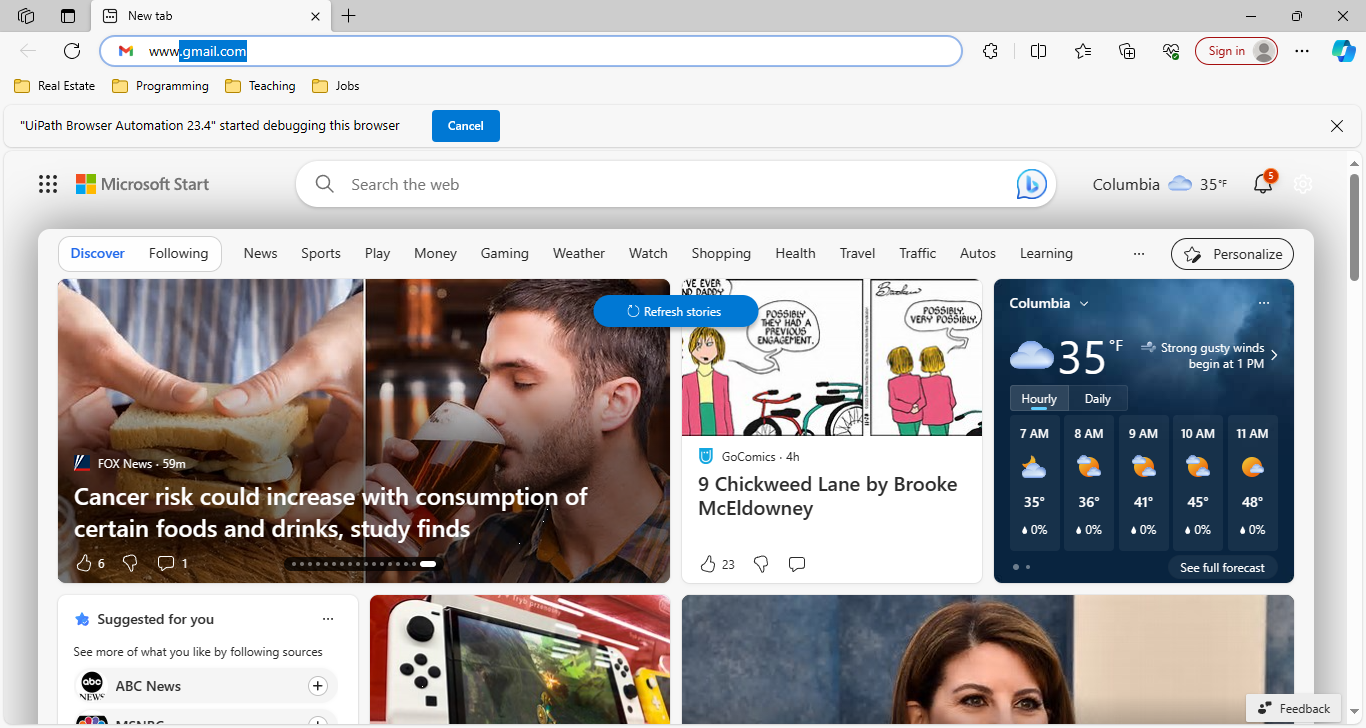 New tab
www.gmail.com
Sign in
Real Estate
Programming
Teaching
Jobs
"UiPath Browser Automation 23.4" started debugging this browser
Cancel
Microsoft Start
Search the web
Columbia
35°F
5
Discover
Following
News
Sports
Play
Money
Gaming
Weather
Watch
Shopping
Health
Travel
Traffic
Autos
Learning
Personalize
Refresh stories
FOX News · 59m
Cancer risk could increase with consumption of
certain foods and drinks, study finds
6
1
POSSIBLY
THEY HAD A
PREVIOUS
ENGAGEMENT.
POSSIBLY.
VERY POSSIBLY.
GoComics · 4h
9 Chickweed Lane by Brooke
McEldowney
23
Columbia
35 °F
Strong gusty winds
begin at 1 PM
Hourly
Daily
7 AM 8 AM 9 AM 10 AM 11 AM
35° 36° 41° 45° 48°
0% 0% 0% 0% 0%
See full forecast
Suggested for you
See more of what you like by following sources
abc
NEWS
ABC News
Feedback